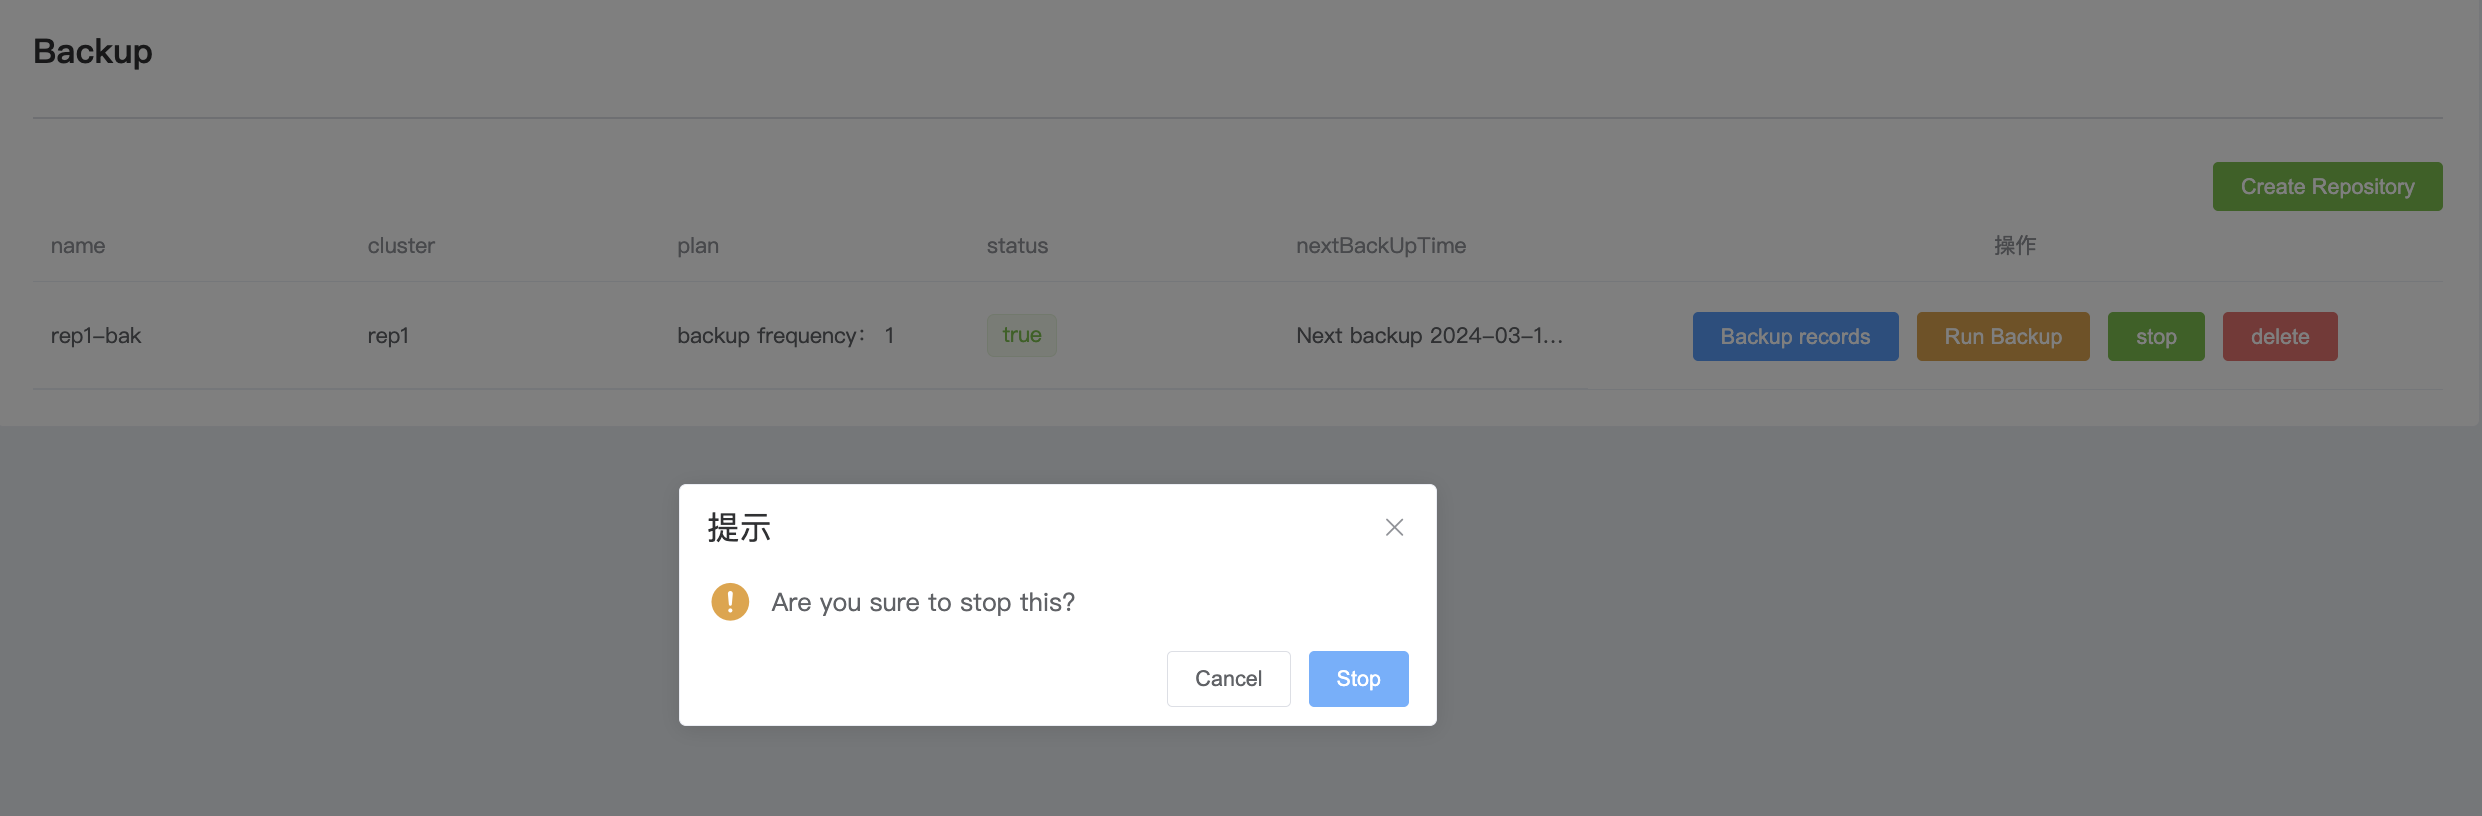 Backup
Create Repository
name cluster plan status nextBackUpTime 操作
rep1-bak rep1 backup frequency： 1 true Next backup 2024-03-1... Backup records Run Backup stop delete
提示
Are you sure to stop this?
Cancel Stop